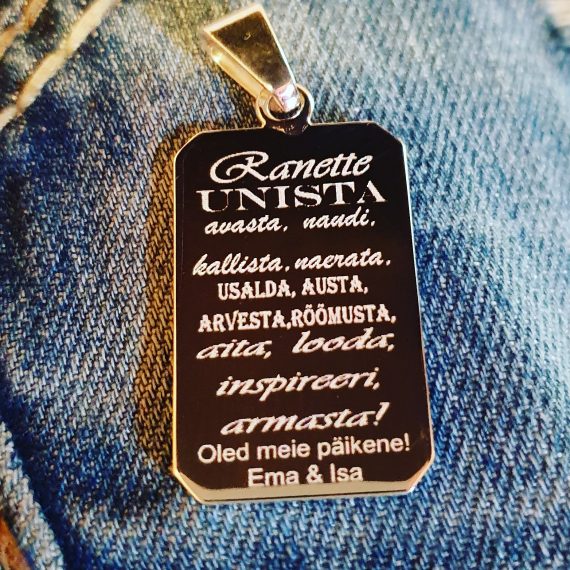 Ranette
UNISTA
avasta, naudi,
kallista, naerata,
USALDA, AUSTA,
ARVESTA,RÕÕMUSTA,
aita, looda,
inspireeri,
armasta!
Oled meie päikene!
Ema & Isa